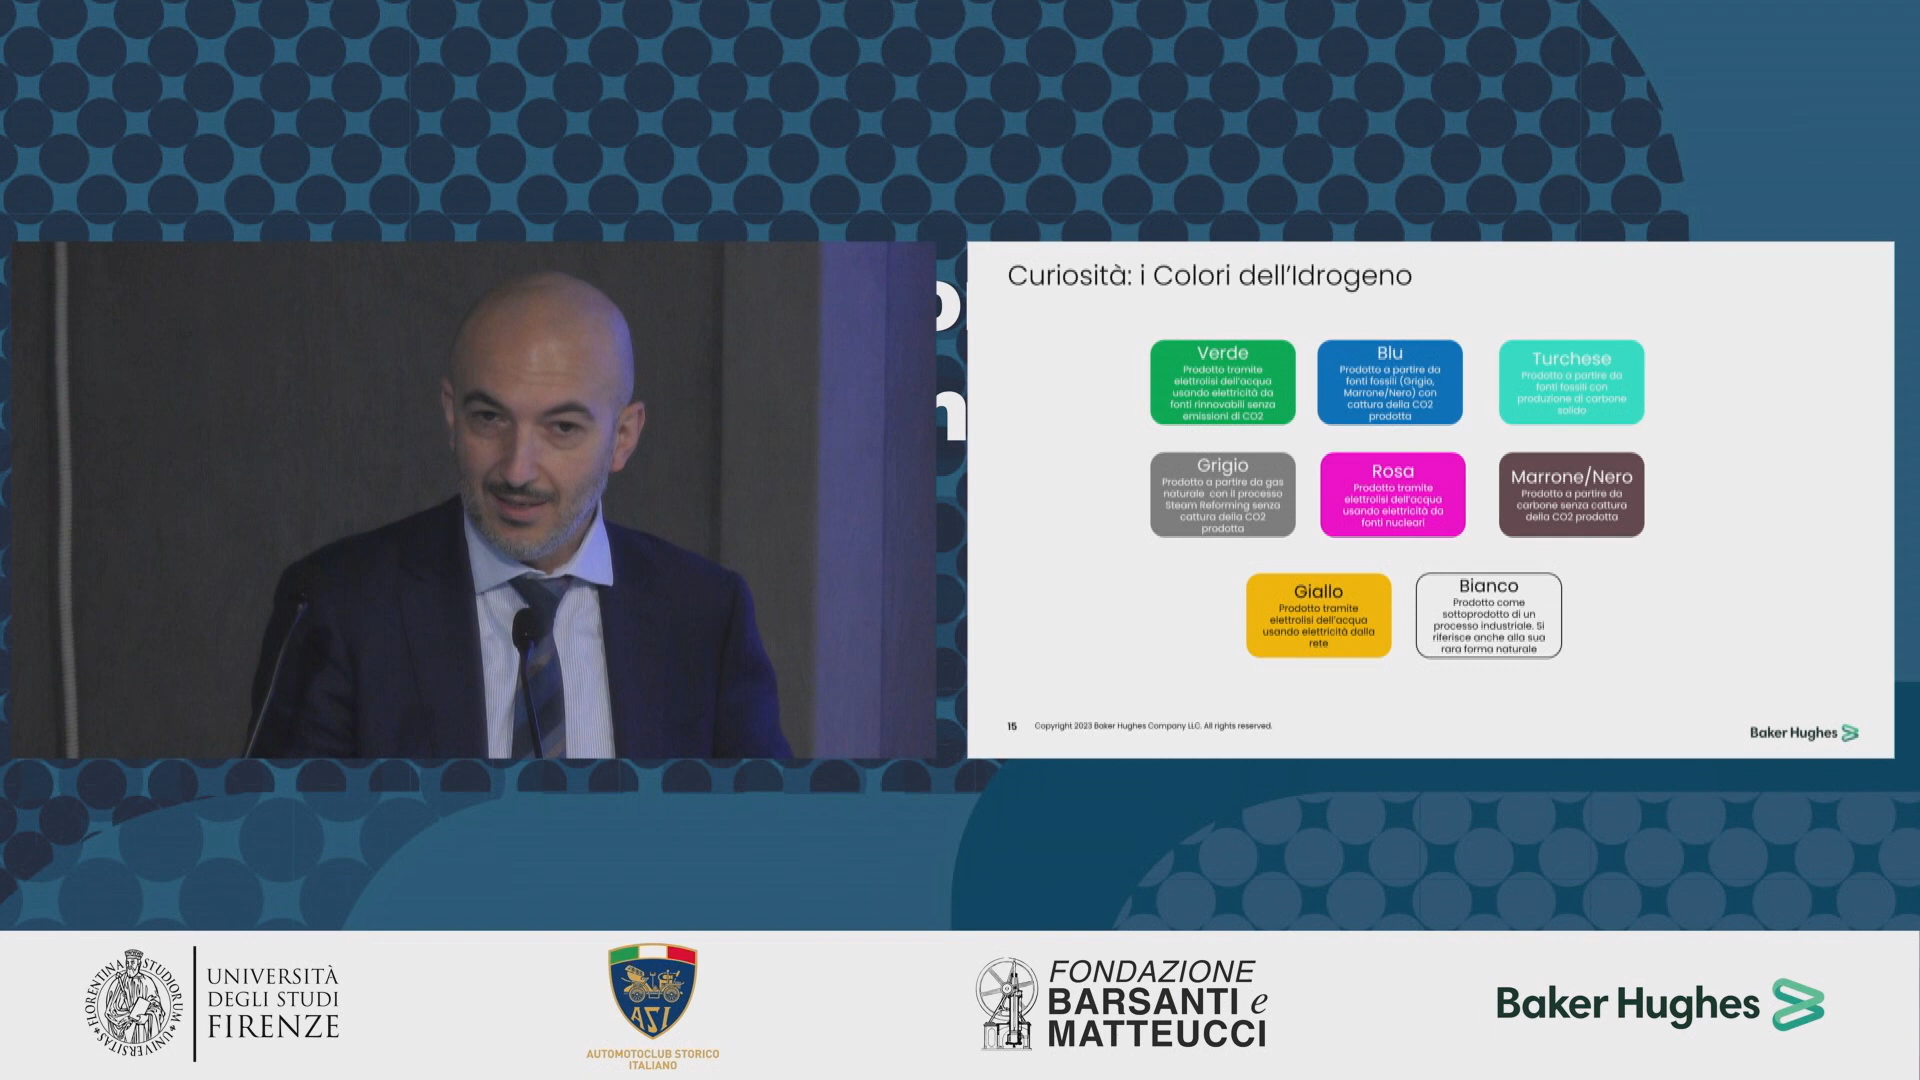 Curiosità: i Colori dell'Idrogeno
Verde
Prodotto tramite
elettrolisi dell'acqua
usando elettricità da
fonti rinnovabili senza
emissioni di CO2
Blu
Prodotto a partire da
fonti fossili (Grigio,
Marrone/Nero) con
cattura della CO2
prodotta
Turchese
Prodotto a partire da
fonti fossili con
produzione di carbone
solido
Grigio
Prodotto a partire da gas
naturale con il processo
Steam Reforming senza
cattura della CO2
prodotta
Rosa
Prodotto tramite
elettrolisi dell'acqua
usando elettricità da
fonti nucleari
Marrone/Nero
Prodotto a partire da
carbone senza cattura
della CO2 prodotta
Giallo
Prodotto tramite
elettrolisi dell'acqua
usando elettricità dalla
rete
Bianco
Prodotto come
sottoprodotto di un
processo industriale. Si
riferisce anche alla sua
rara forma naturale
15 Copyright 2023 Baker Hughes Company LLC. All rights reserved.
Baker Hughes
FLORENTINA STUDIORUM UNIVERSITAS
UNIVERSITÀ
DEGLI STUDI
FIRENZE
ASI
AUTOMOTOCLUB STORICO
ITALIANO
FONDAZIONE
BARSANTI e
MATTEUCCI
Baker Hughes